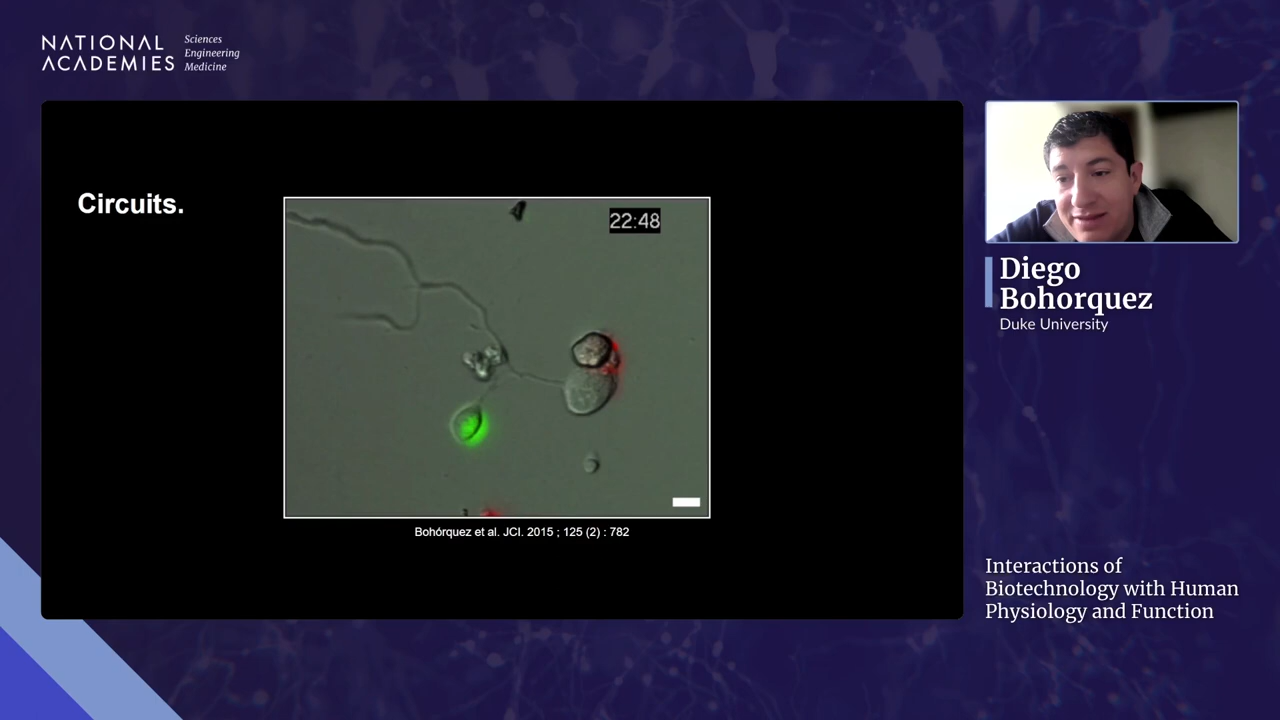 NATIONAL
ACADEMIES
Sciences
Engineering
Medicine
Circuits.
22:48
Bohórquez et al. JCI. 2015 ; 125 (2) : 782
Diego
Bohorquez
Duke University
Interactions of
Biotechnology with Human
Physiology and Function